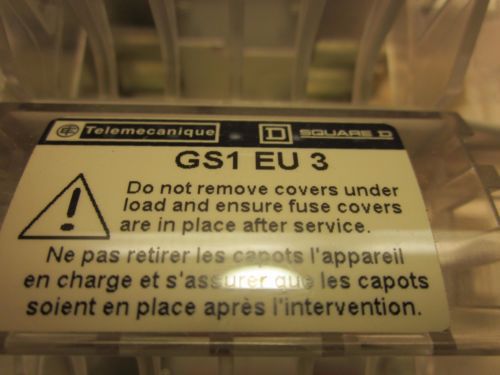 Telemecanique SQUARE D
GS1 EU 3
Do not remove covers under
load and ensure fuse covers
are in place after service.
Ne pas retirer les capots l'appareil
en charge et s'assurer que les capots
soient en place après l'intervention.